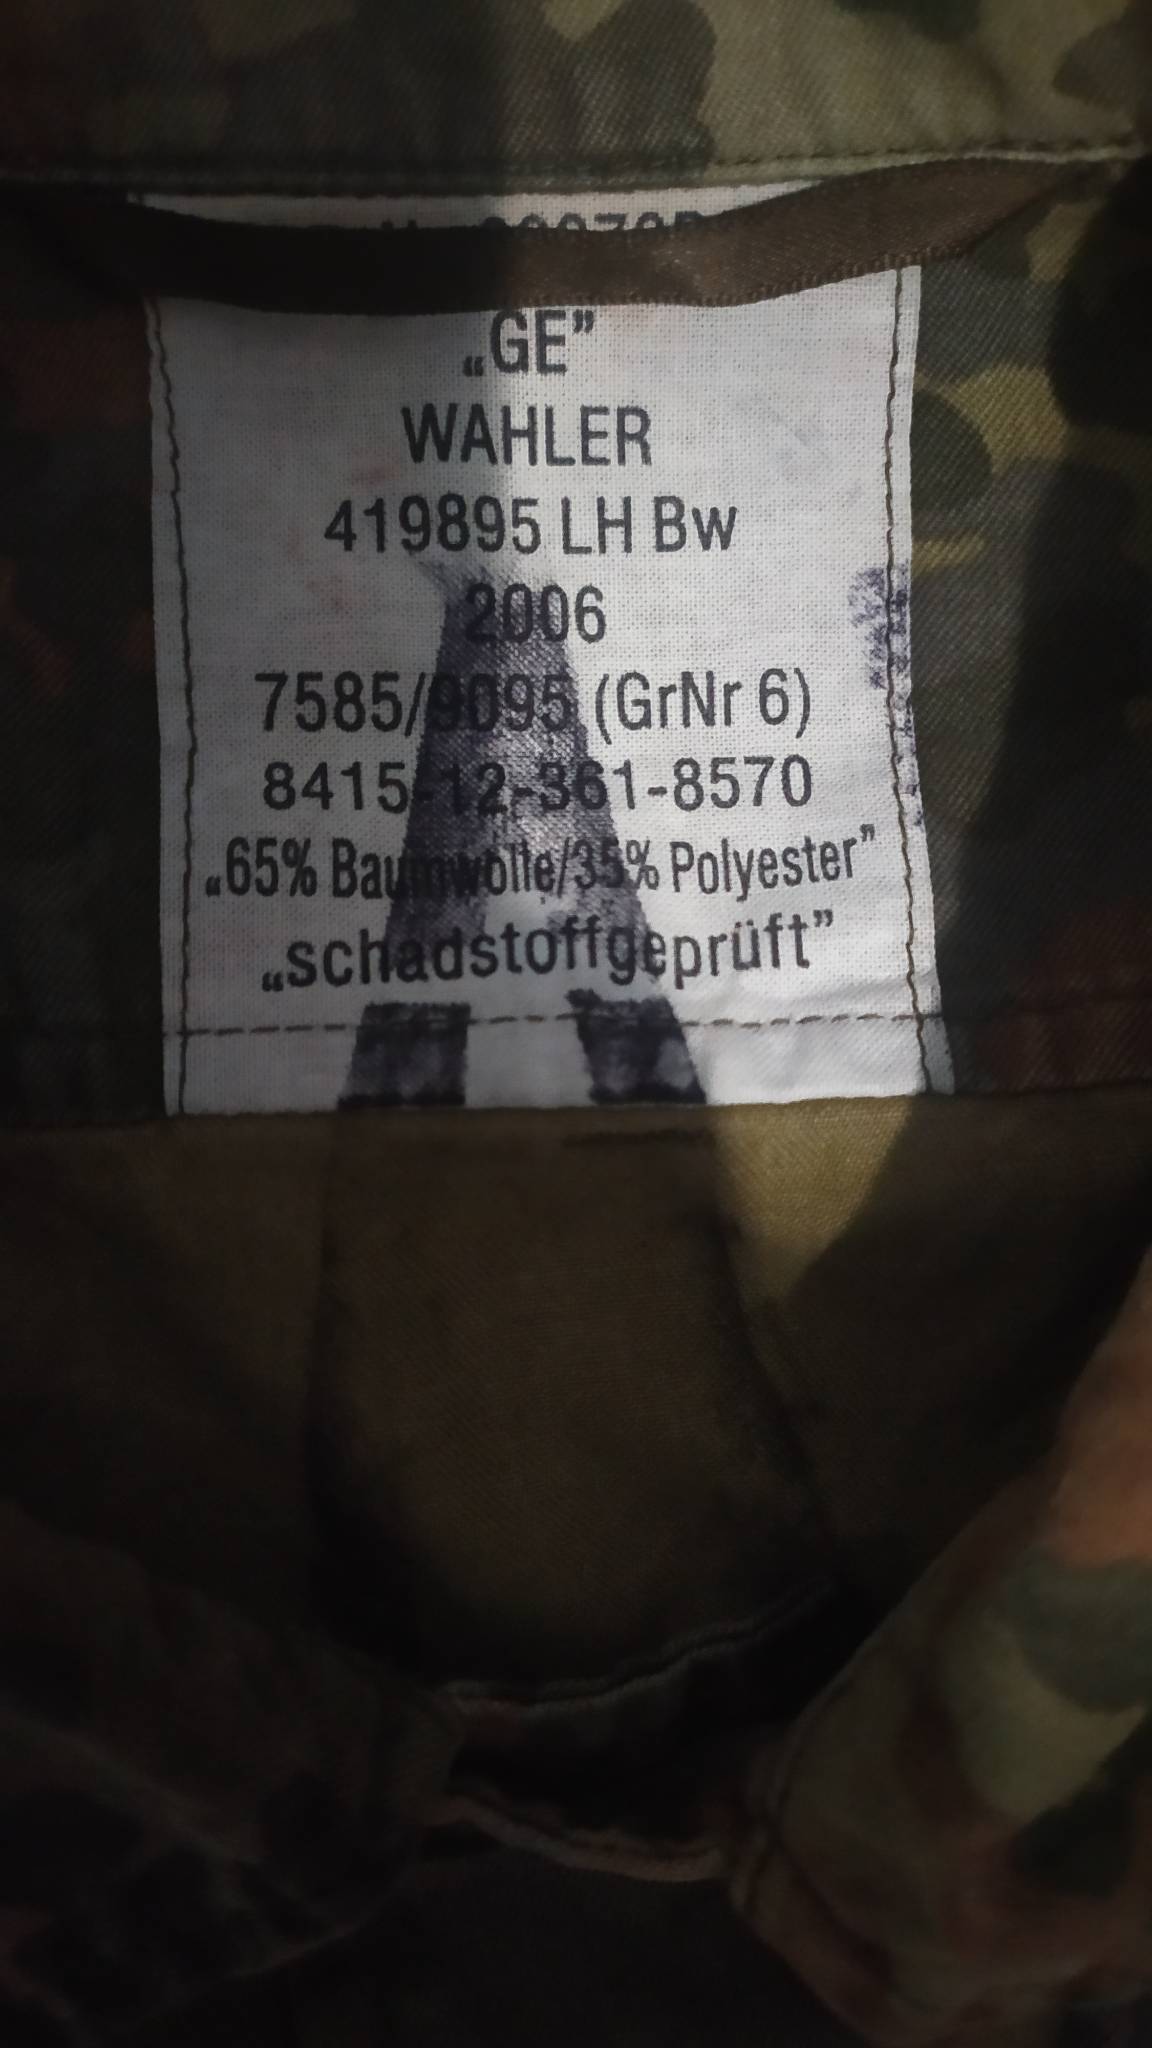 „GE”
WAHLER
419895 LH Bw
2006
7585/9095 (GrNr 6)
8415-12-361-8570
„65% Baumwolle/35% Polyester”
„schadstoffgeprüft”